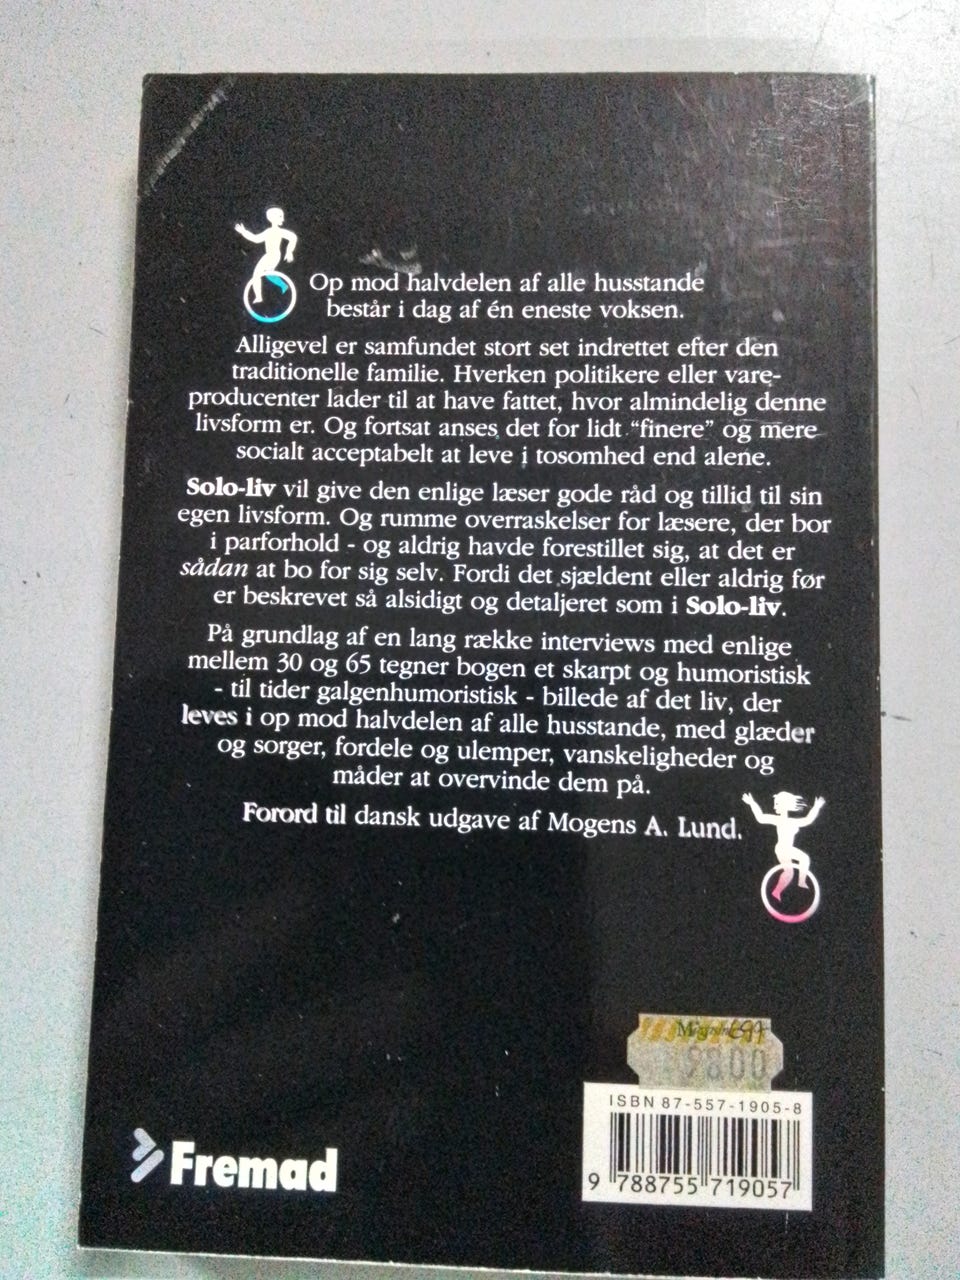 Op mod halvdelen af alle husstande
består i dag af én eneste voksen.
Alligevel er samfundet stort set indrettet efter den
traditionelle familie. Hverken politikere eller vare-
producenter lader til at have fattet, hvor almindelig denne
livsform er. Og fortsat anses det for lidt “finere” og mere
socialt acceptabelt at leve i tosomhed end alene.
Solo-liv vil give den enlige læser gode råd og tillid til sin
egen livsform. Og rumme overraskelser for læsere, der bor
i parforhold - og aldrig havde forestillet sig, at det er
sådan at bo for sig selv. Fordi det sjældent eller aldrig før
er beskrevet så alsidigt og detaljeret som i Solo-liv.
På grundlag af en lang række interviews med enlige
mellem 30 og 65 tegner bogen et skarpt og humoristisk
- til tider galgenhumoristisk - billede af det liv, der
leves i op mod halvdelen af alle husstande, med glæder
og sorger, fordele og ulemper, vanskeligheder og
måder at overvinde dem på.
Forord til dansk udgave af Mogens A. Lund.
9800
ISBN 87-557-1905-8
9 788755 719057
Fremad